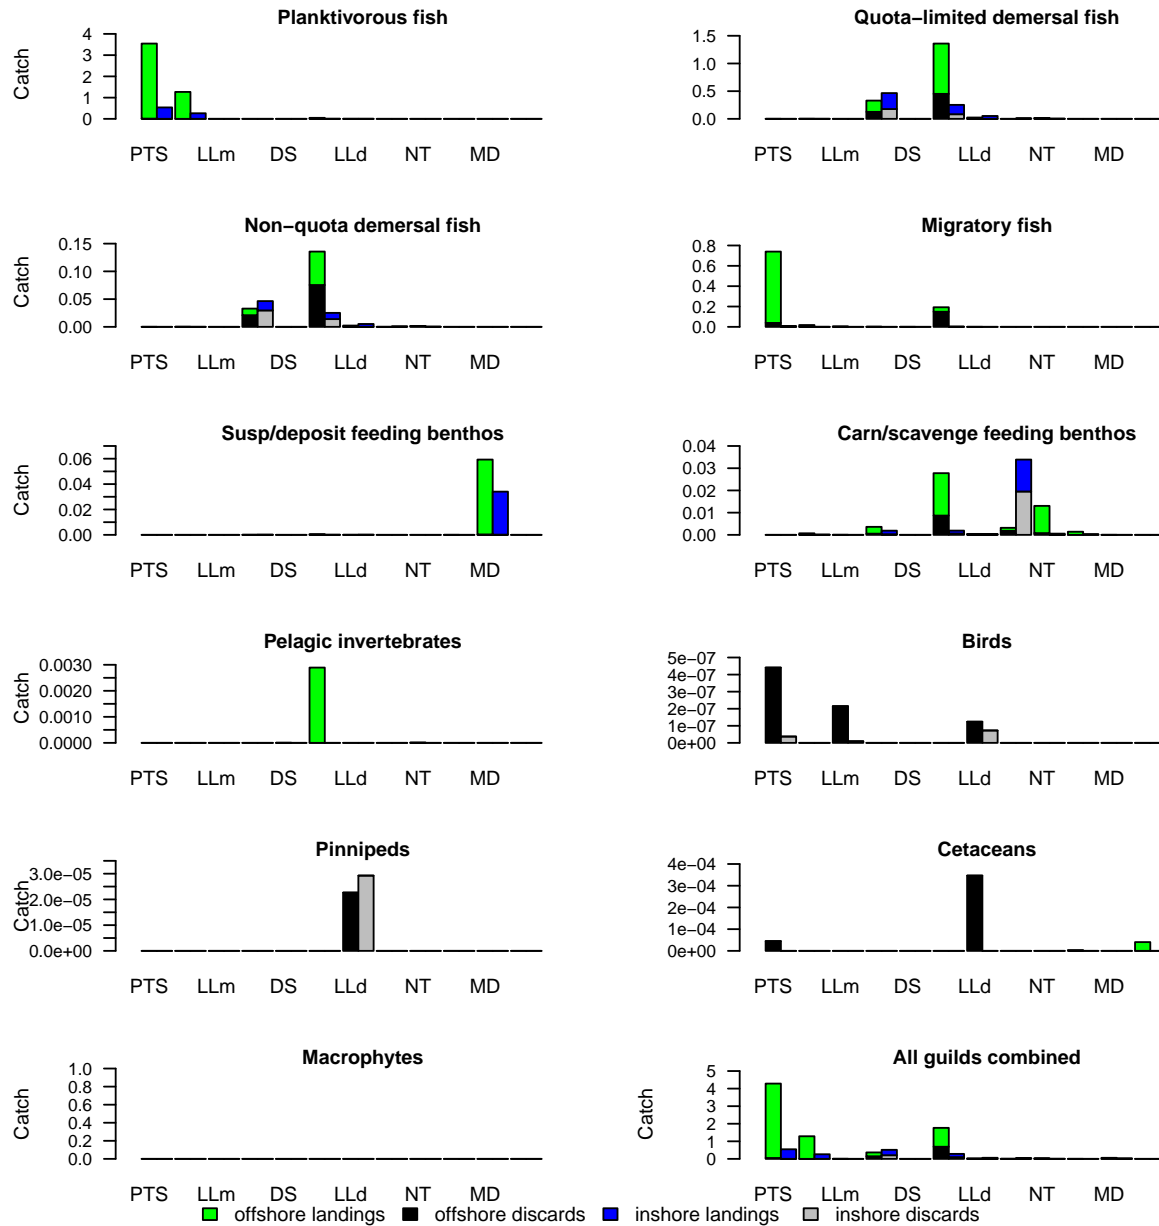 Planktivorous fish
Catch
4
3
2
1
0
PTS LLm DS LLd NT MD
Quota−limited demersal fish
1.5
1.0
0.5
0.0
PTS LLm DS LLd NT MD
Non−quota demersal fish
Catch
0.15
0.10
0.05
0.00
PTS LLm DS LLd NT MD
Migratory fish
0.8
0.6
0.4
0.2
0.0
PTS LLm DS LLd NT MD
Susp/deposit feeding benthos
Catch
0.06
0.04
0.02
0.00
PTS LLm DS LLd NT MD
Carn/scavenge feeding benthos
0.04
0.03
0.02
0.01
0.00
PTS LLm DS LLd NT MD
Pelagic invertebrates
Catch
0.0030
0.0020
0.0010
0.0000
PTS LLm DS LLd NT MD
Birds
5e−07
4e−07
3e−07
2e−07
1e−07
0e+00
PTS LLm DS LLd NT MD
Pinnipeds
Catch
3.0e−05
2.0e−05
1.0e−05
0.0e+00
PTS LLm DS LLd NT MD
Cetaceans
4e−04
3e−04
2e−04
1e−04
0e+00
PTS LLm DS LLd NT MD
Macrophytes
1.0
0.8
0.6
0.4
0.2
0.0
PTS LLm DS LLd NT MD
All guilds combined
Catch
5
4
3
2
1
0
PTS LLm DS LLd NT MD
offshore landings offshore discards inshore landings inshore discards